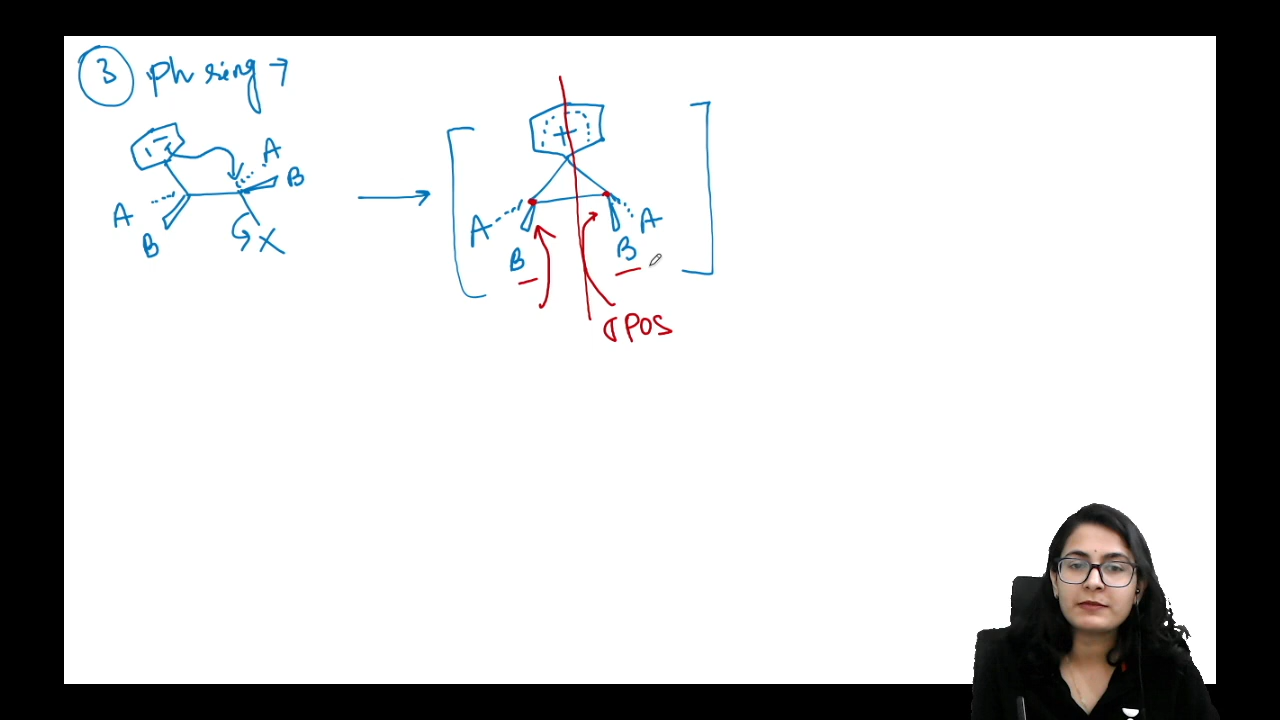 3 Ph ring →
A B A B X
+
A B B A
σ POS